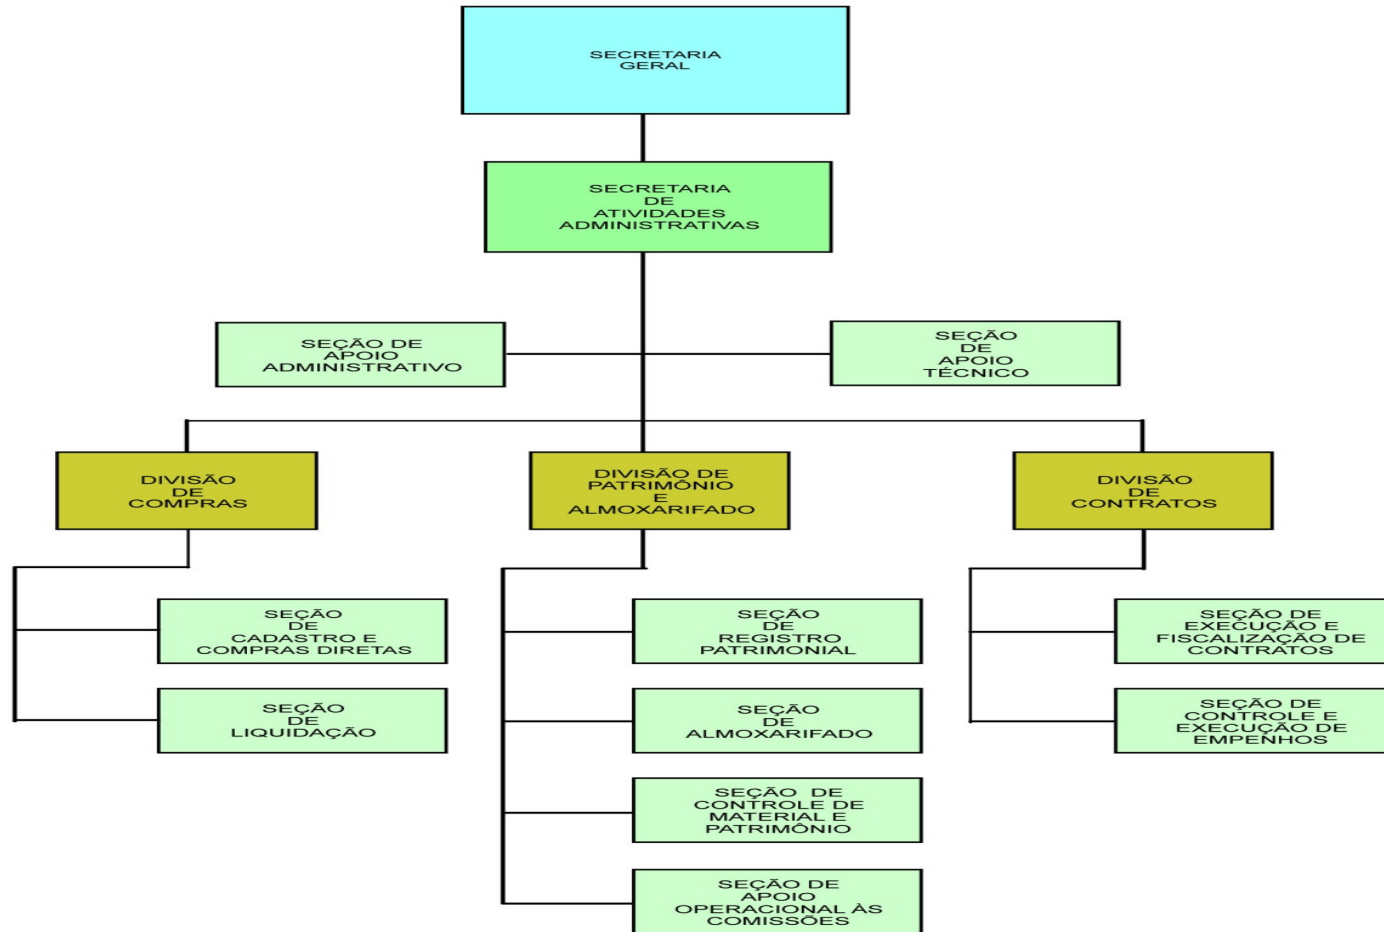 SECRETARIA
GERAL
SECRETARIA
DE
ATIVIDADES
ADMINISTRATIVAS
SEÇÃO DE
APOIO
ADMINISTRATIVO
SEÇÃO
DE
APOIO
TÉCNICO
DIVISÃO
DE
COMPRAS
DIVISÃO DE
PATRIMÔNIO
E
ALMOXARIFADO
DIVISÃO
DE
CONTRATOS
SEÇÃO
DE
CADASTRO E
COMPRAS DIRETAS
SEÇÃO
DE
LIQUIDAÇÃO
SEÇÃO
DE
REGISTRO
PATRIMONIAL
SEÇÃO
DE
ALMOXARIFADO
SEÇÃO DE
CONTROLE DE
MATERIAL E
PATRIMÔNIO
SEÇÃO DE
APOIO
OPERACIONAL ÀS
COMISSÕES
SEÇÃO DE
EXECUÇÃO E
FISCALIZAÇÃO DE
CONTRATOS
SEÇÃO DE
CONTROLE E
EXECUÇÃO DE
EMPENHOS